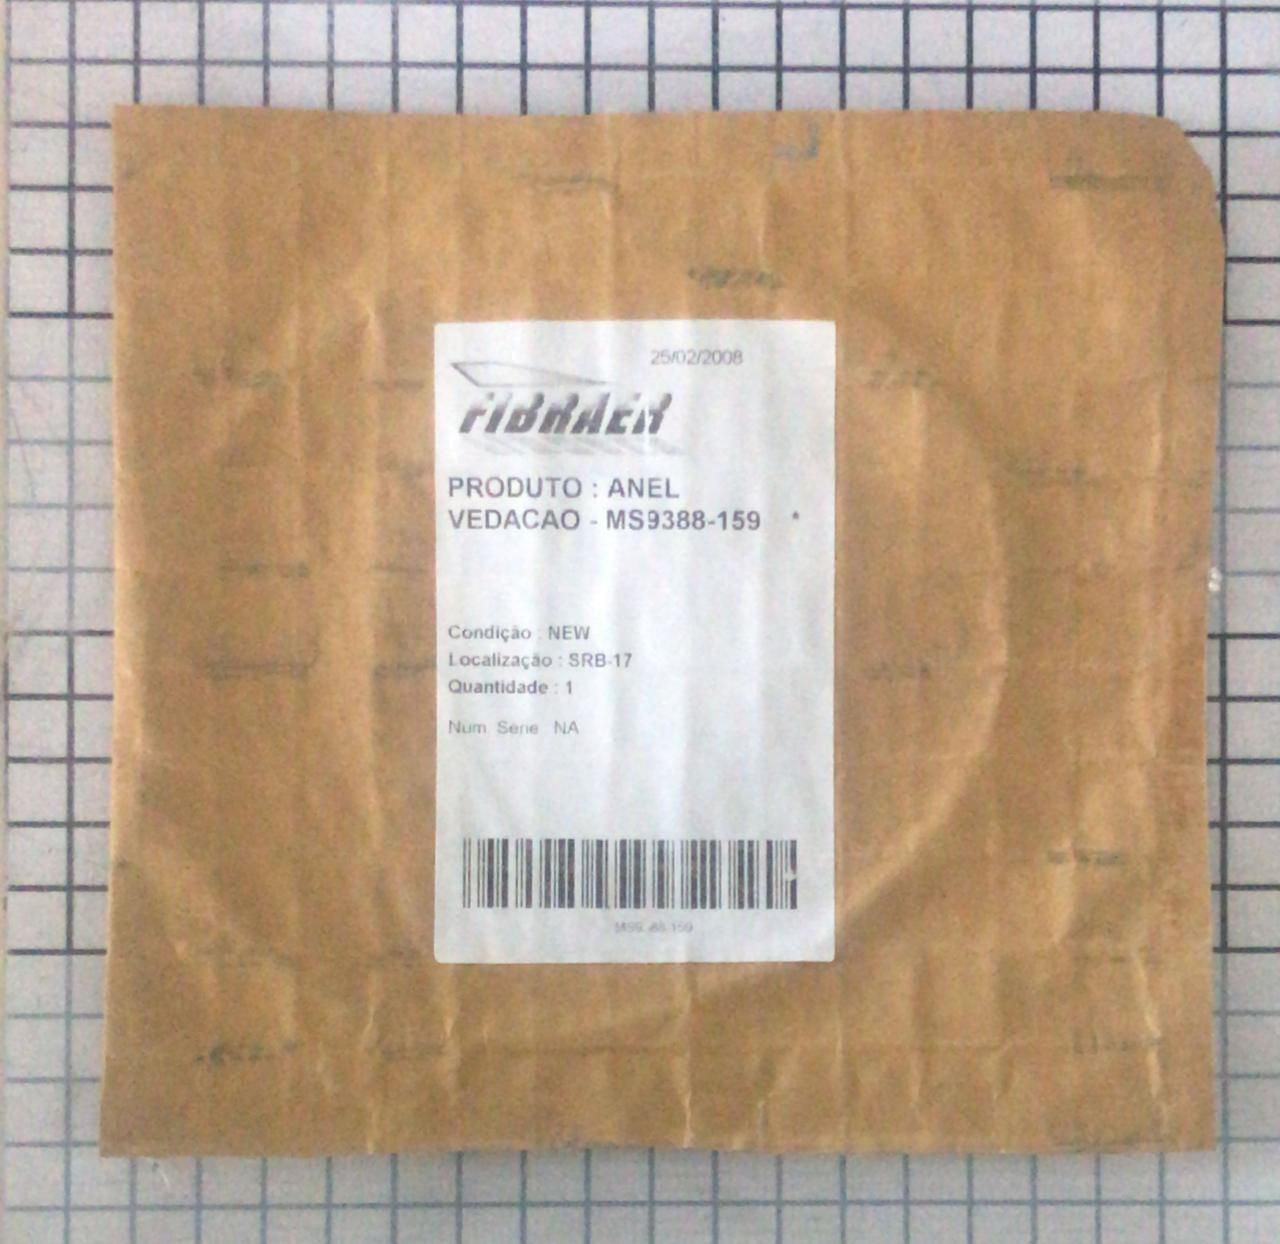 25/02/2008
FIBRAER
PRODUTO : ANEL
VEDACAO - MS9388-159 *
Condição : NEW
Localização : SRB-17
Quantidade : 1
Num Serie NA